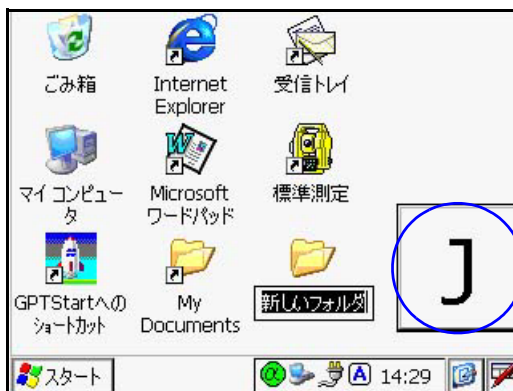 ごみ箱
Internet
Explorer
受信トレイ
マイ コンピュー
タ
Microsoft
ワードパッド
標準測定
GPTStartへの
ショートカット
My
Documents
新しいフォルダ
J
スタート
α
A
14:29